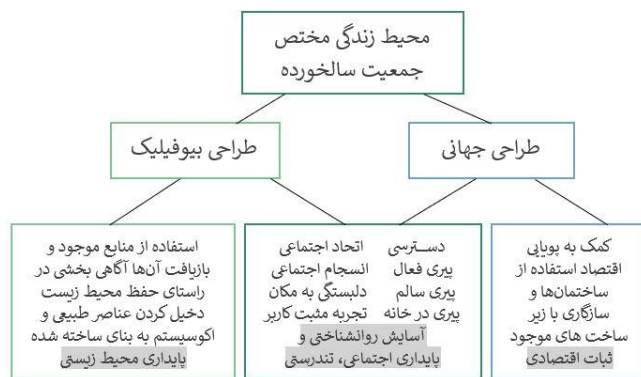 محیط زندگی مختص
جمعیت سالخورده
طراحی جهانی
طراحی بیوفیلیک
کمک به پویایی
اقتصاد استفاده از
ساختمان‌ها و
سازگاری با زیر
ساخت های موجود
ثبات اقتصادی
دسترسی اتحاد اجتماعی
پیری فعال انسجام اجتماعی
پیری سالم دلبستگی به مکان
پیری در خانه تجربه مثبت کاربر
آسایش روانشناختی و
پایداری اجتماعی، تندرستی
استفاده از منابع موجود و
بازیافت آن‌ها آگاهی بخشی در
راستای حفظ محیط زیست
دخیل کردن عناصر طبیعی و
اکوسیستم به بنای ساخته شده
پایداری محیط زیستی